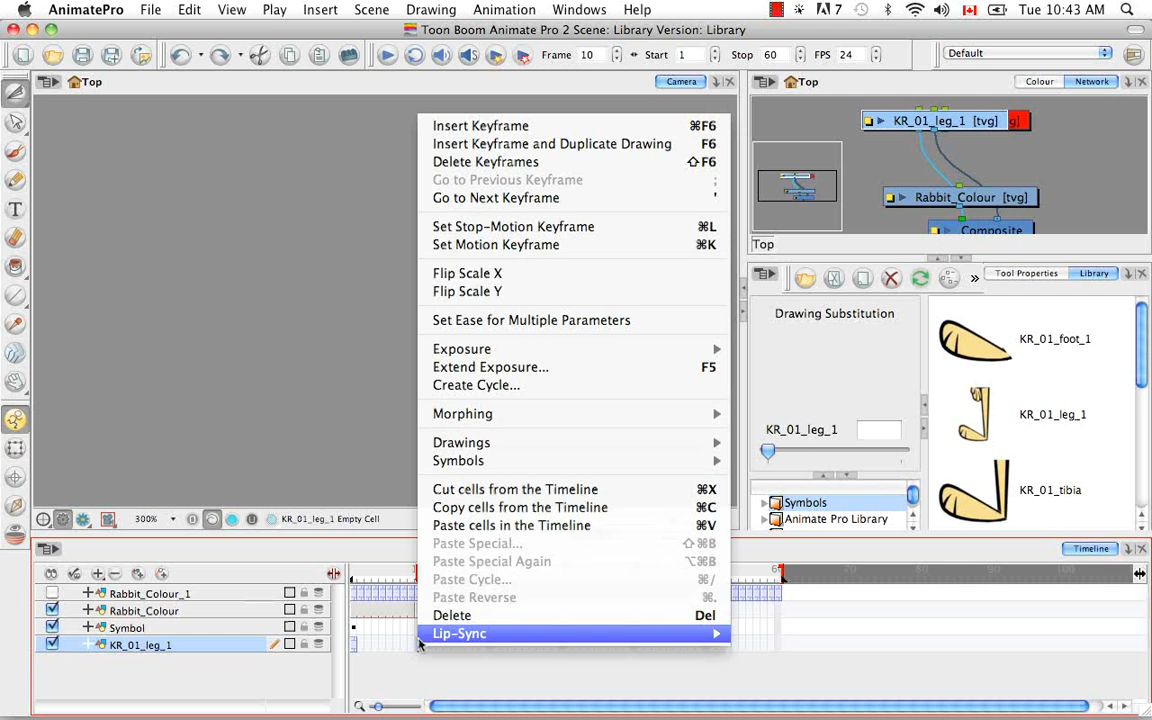 AnimatePro File Edit View Play Insert Scene Drawing Animation Windows Help 7 Tue 10:43 AM
Toon Boom Animate Pro 2 Scene: Library Version: Library
Frame 10 Start 1 Stop 60 FPS 24 Default
Top Camera
Top Colour Network
KR_01_leg_1 [tvg] g]
Rabbit_Colour [tvg]
Composite
Top
Insert Keyframe ⌘F6
Insert Keyframe and Duplicate Drawing F6
Delete Keyframes ⇧F6
Go to Previous Keyframe ;
Go to Next Keyframe '
Set Stop-Motion Keyframe ⌘L
Set Motion Keyframe ⌘K
Flip Scale X
Flip Scale Y
Set Ease for Multiple Parameters
Exposure
Extend Exposure... F5
Create Cycle...
Morphing
Drawings
Symbols
Cut cells from the Timeline ⌘X
Copy cells from the Timeline ⌘C
Paste cells in the Timeline ⌘V
Paste Special... ⇧⌘B
Paste Special Again ⌥⌘B
Paste Cycle... ⌘/
Paste Reverse ⌘.
Delete Del
Lip-Sync
Tool Properties Library
»
Drawing Substitution
KR_01_leg_1
KR_01_foot_1
KR_01_leg_1
KR_01_tibia
Symbols
Animate Pro Library
300% KR_01_leg_1 Empty Cell
Timeline
70 80 90 100
Rabbit_Colour_1
Rabbit_Colour
Symbol
KR_01_leg_1